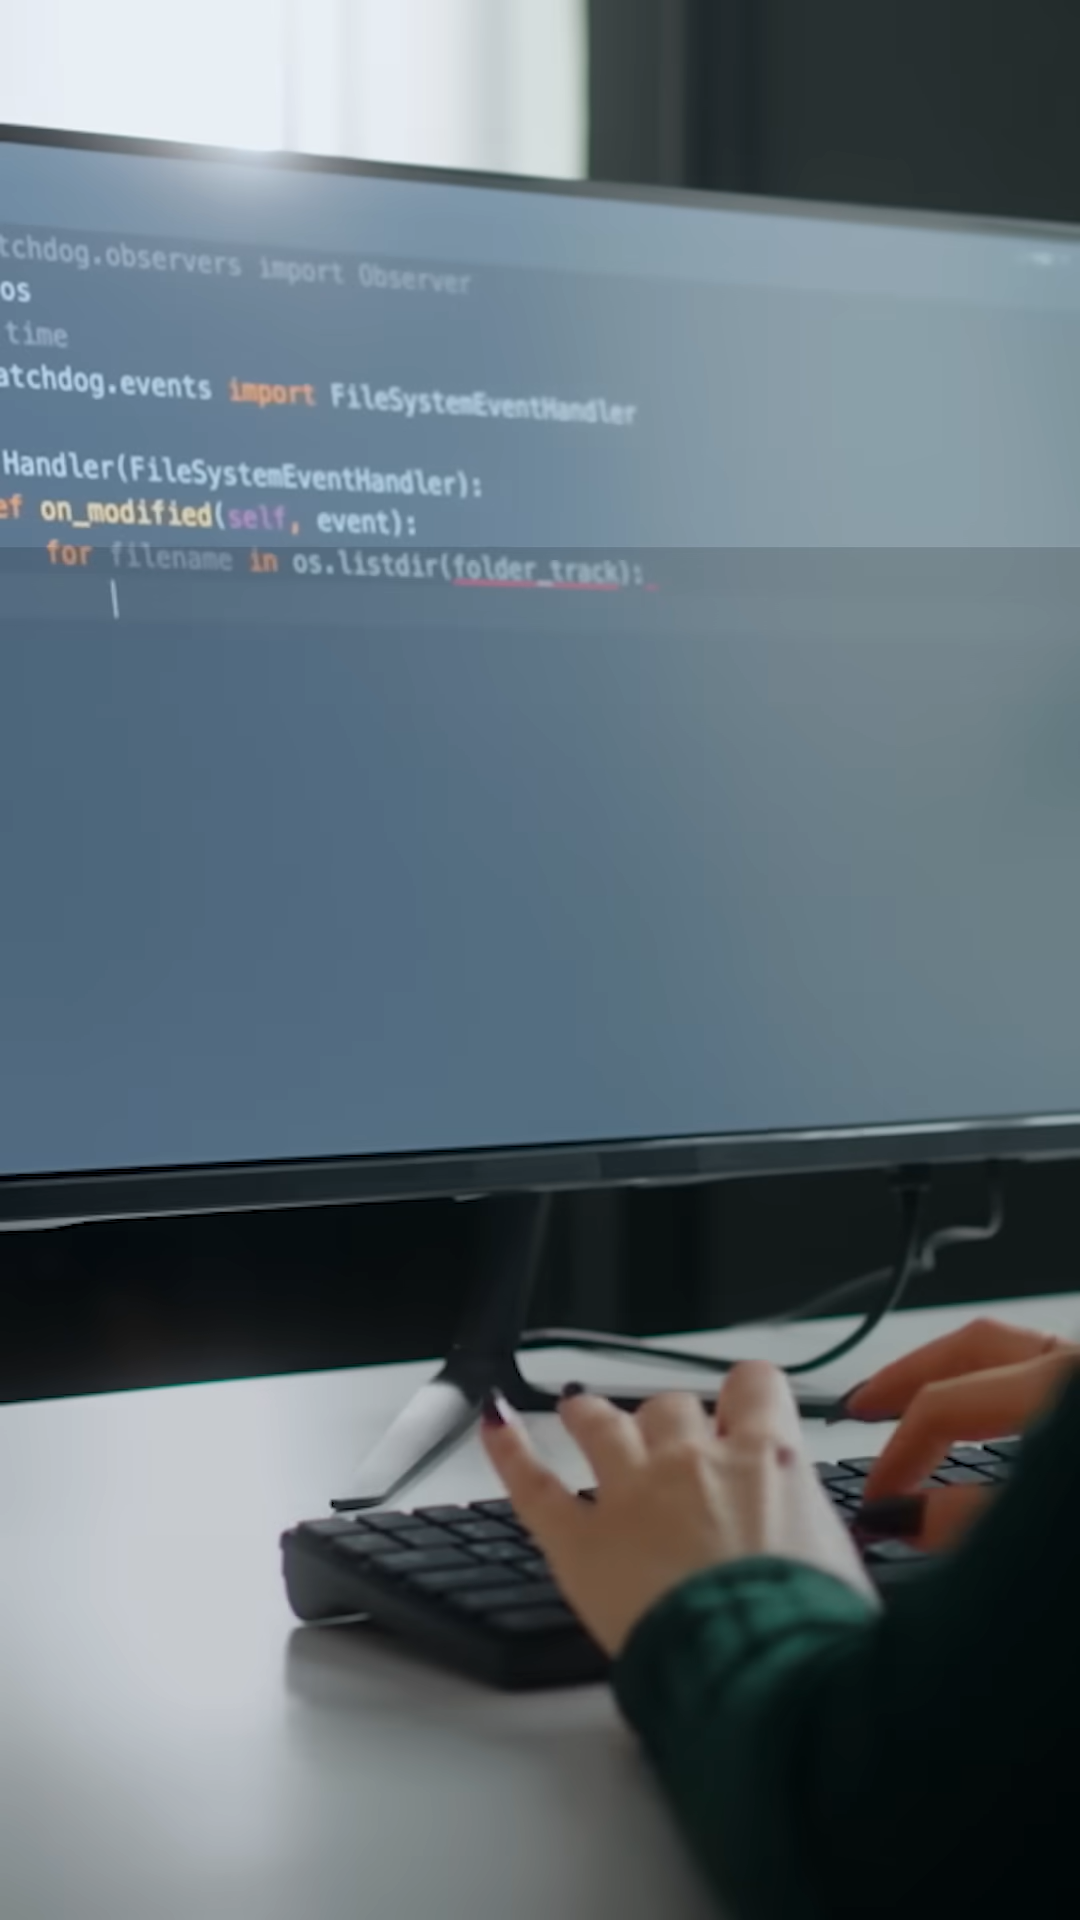 tchdog.observers import Observer
os
time
atchdog.events import FileSystemEventHandler
Handler(FileSystemEventHandler):
ef on_modified(self, event):
for filename in os.listdir(folder_track):